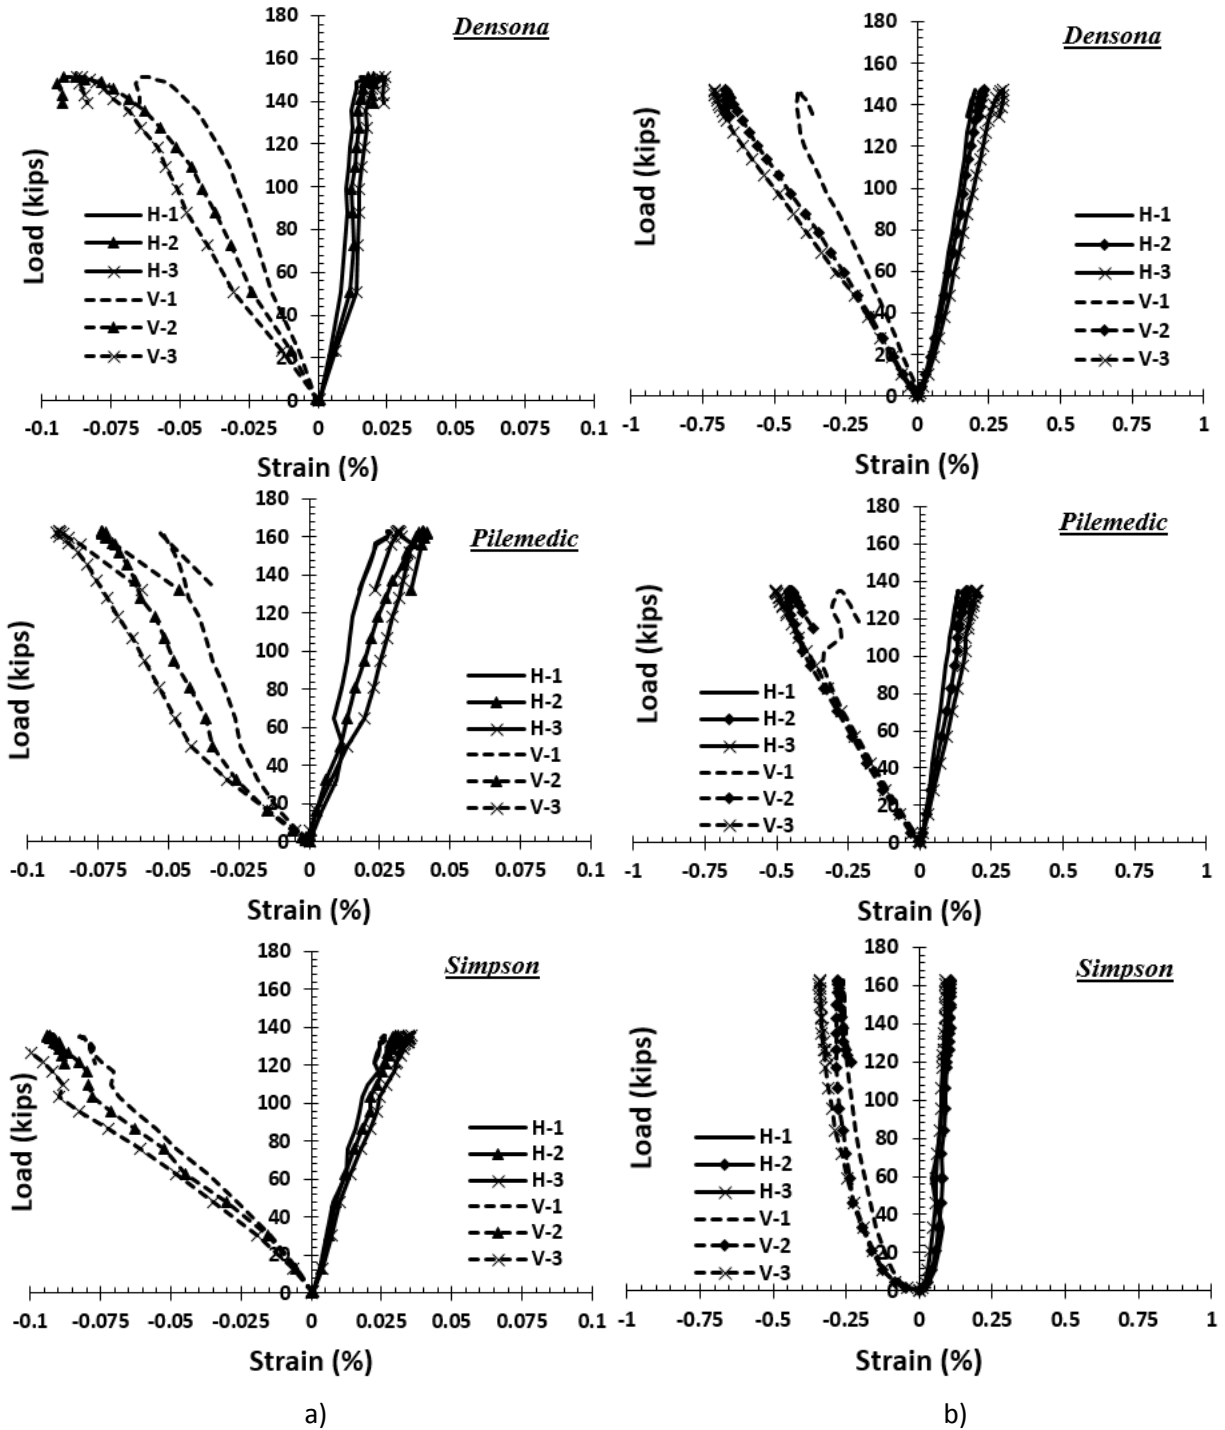 Densona
180
160
140
120
100
80
60
40
20
0
-0.1 -0.075 -0.05 -0.025 0 0.025 0.075 0.075 0.1
Load (kips)
Strain (%)
H-1
H-2
H-3
V-1
V-2
V-3
Densona
180
160
140
120
100
80
60
40
20
0
-1 -0.75 -0.5 -0.25 0 0.25 0.5 0.75 1
Load (kips)
Strain (%)
H-1
H-2
H-3
V-1
V-2
V-3
Pilemedic
180
160
140
120
100
80
60
40
20
0
-0.1 -0.075 -0.05 -0.025 0 0.025 0.05 0.075 0.1
Load (kips)
Strain (%)
H-1
H-2
H-3
V-1
V-2
V-3
Pilemedic
180
160
140
120
100
80
60
40
20
0
-1 -0.75 -0.5 -0.25 0 0.25 0.5 0.75 1
Load (kips)
Strain (%)
H-1
H-2
H-3
V-1
V-2
V-3
Simpson
180
160
140
120
100
80
60
40
20
0
-0.1 -0.075 -0.05 -0.025 0 0.025 0.05 0.075 0.1
Load (kips)
Strain (%)
H-1
H-2
H-3
V-1
V-2
V-3
Simpson
180
160
140
120
100
80
60
40
20
0
-1 -0.75 -0.5 -0.25 0 0.25 0.5 0.75 1
Load (kips)
Strain (%)
H-1
H-2
H-3
V-1
V-2
V-3
a)
b)